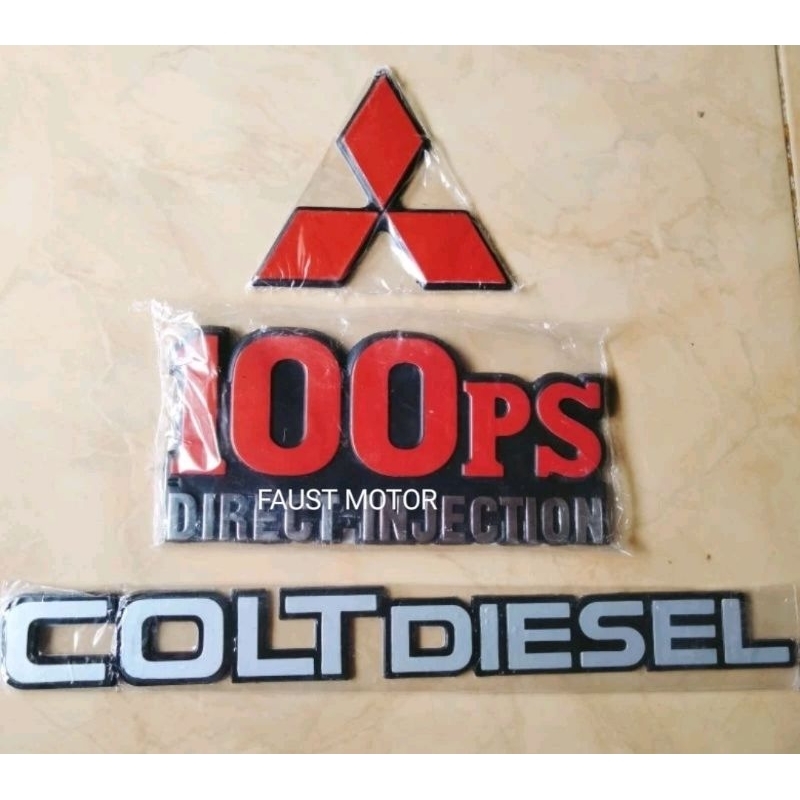 100PS
DIRECT-INJECTION
FAUST MOTOR
COLT DIESEL